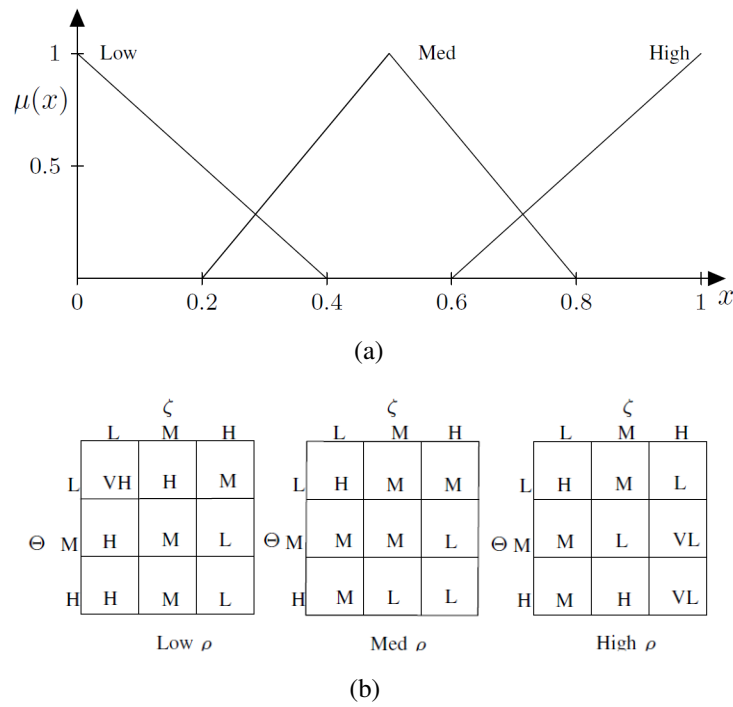 1 Low Med High
μ(x)
0.5
0 0.2 0.4 0.6 0.8 1 x
(a)
ζ ζ ζ
L M H L M H L M H
L VH H M L H M M L H M L
Θ M H M L Θ M M M L Θ M M L VL
H H M L H M L L H M H VL
Low ρ Med ρ High ρ
(b)